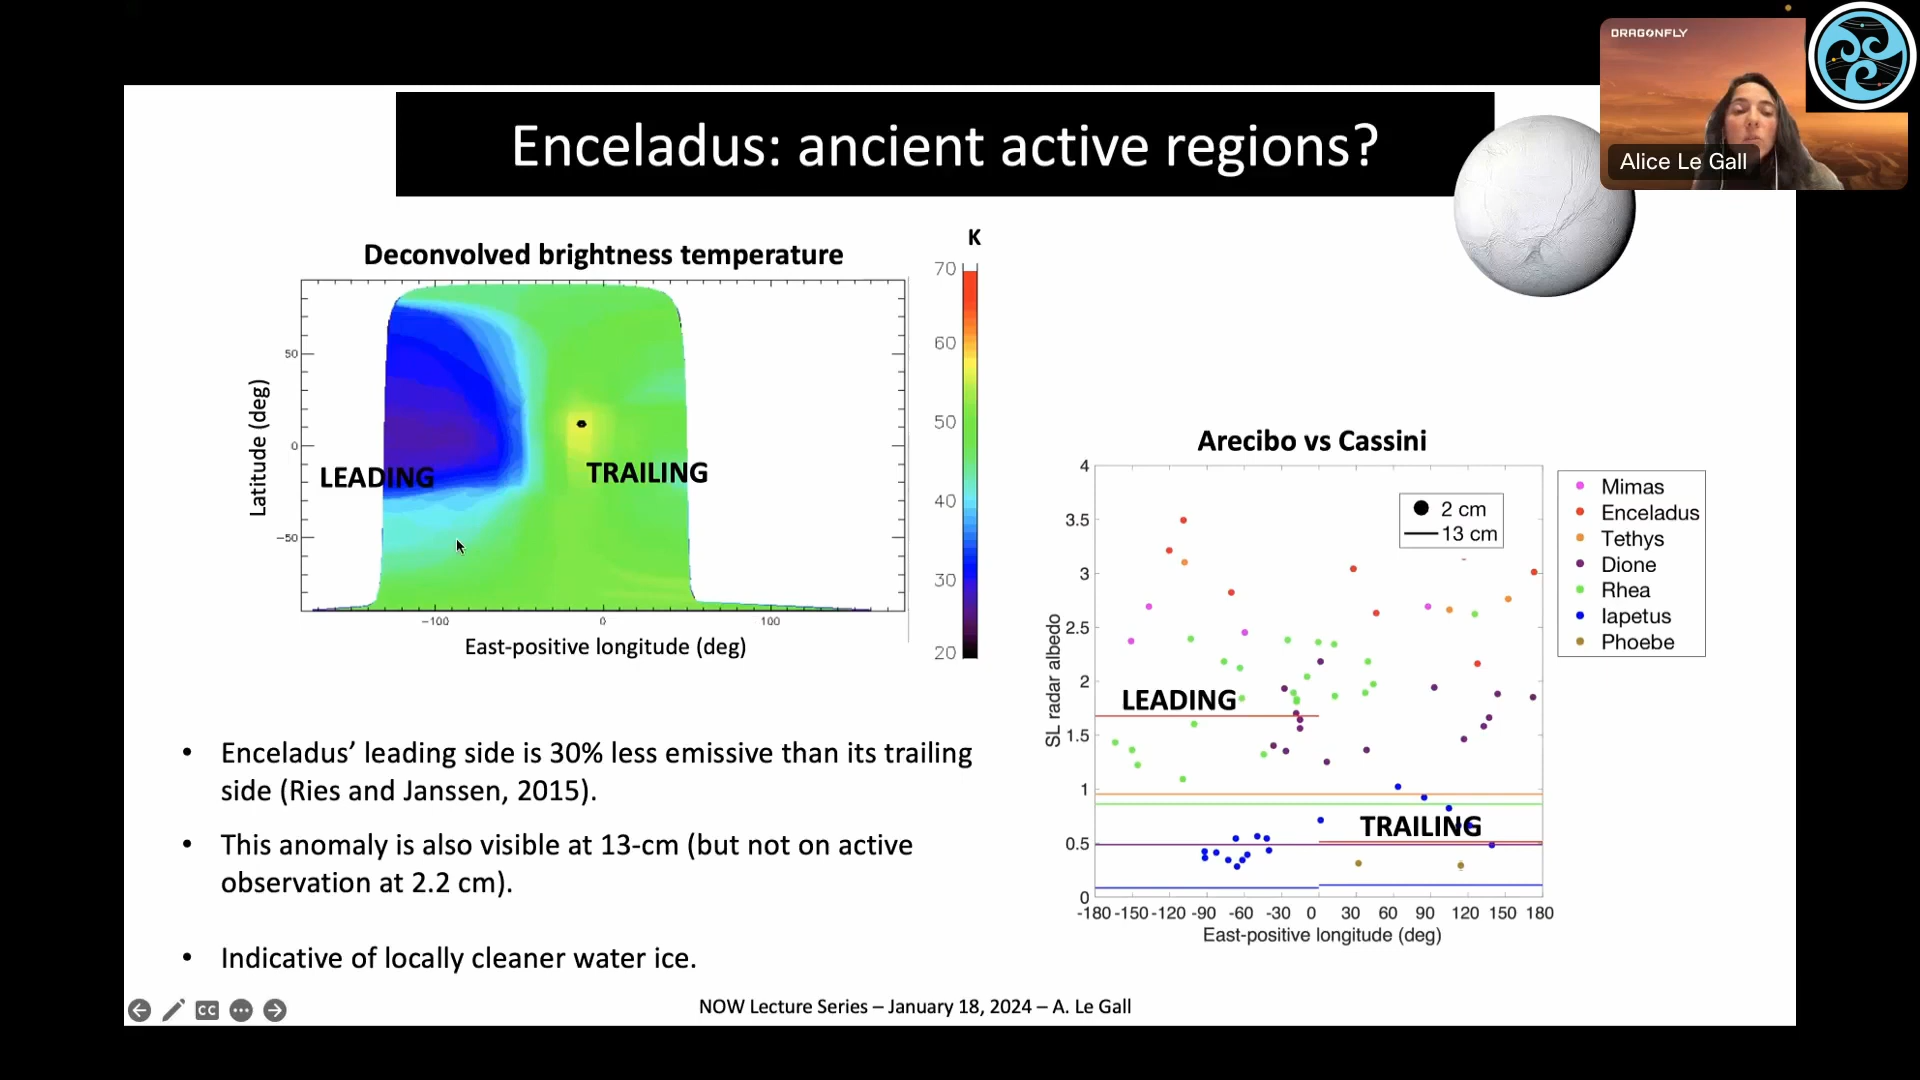 DRAGONFLY
Alice Le Gall
Enceladus: ancient active regions?
Deconvolved brightness temperature
K
70
60
50
40
30
20
Latitude (deg)
50
0
−50
LEADING
TRAILING
−100
0
100
East-positive longitude (deg)
Arecibo vs Cassini
SL radar albedo
4
3.5
3
2.5
2
1.5
1
0.5
0
2 cm
13 cm
LEADING
TRAILING
-180 -150 -120 -90 -60 -30 0 30 60 90 120 150 180
East-positive longitude (deg)
Mimas
Enceladus
Tethys
Dione
Rhea
Iapetus
Phoebe
• Enceladus’ leading side is 30% less emissive than its trailing
side (Ries and Janssen, 2015).
• This anomaly is also visible at 13-cm (but not on active
observation at 2.2 cm).
• Indicative of locally cleaner water ice.
CC
NOW Lecture Series – January 18, 2024 – A. Le Gall